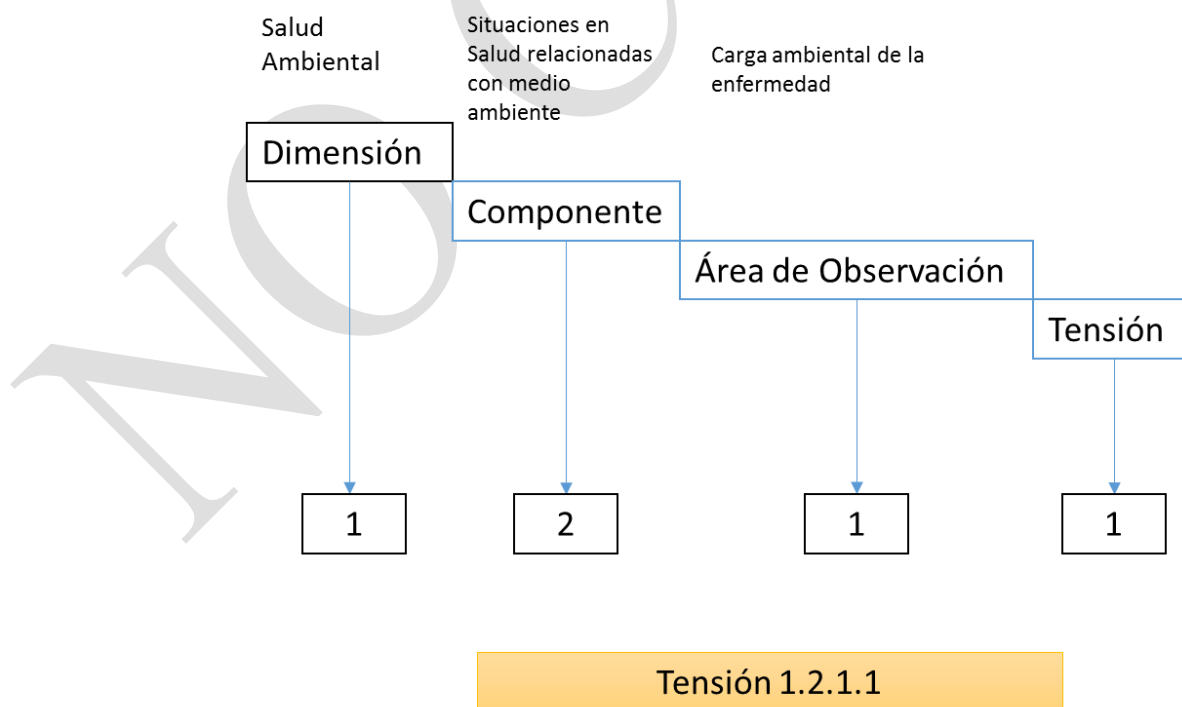 Salud
Ambiental
Situaciones en
Salud relacionadas
con medio
ambiente
Carga ambiental de la
enfermedad
Dimensión
Componente
Área de Observación
Tensión
1
2
1
1
Tensión 1.2.1.1
NO C